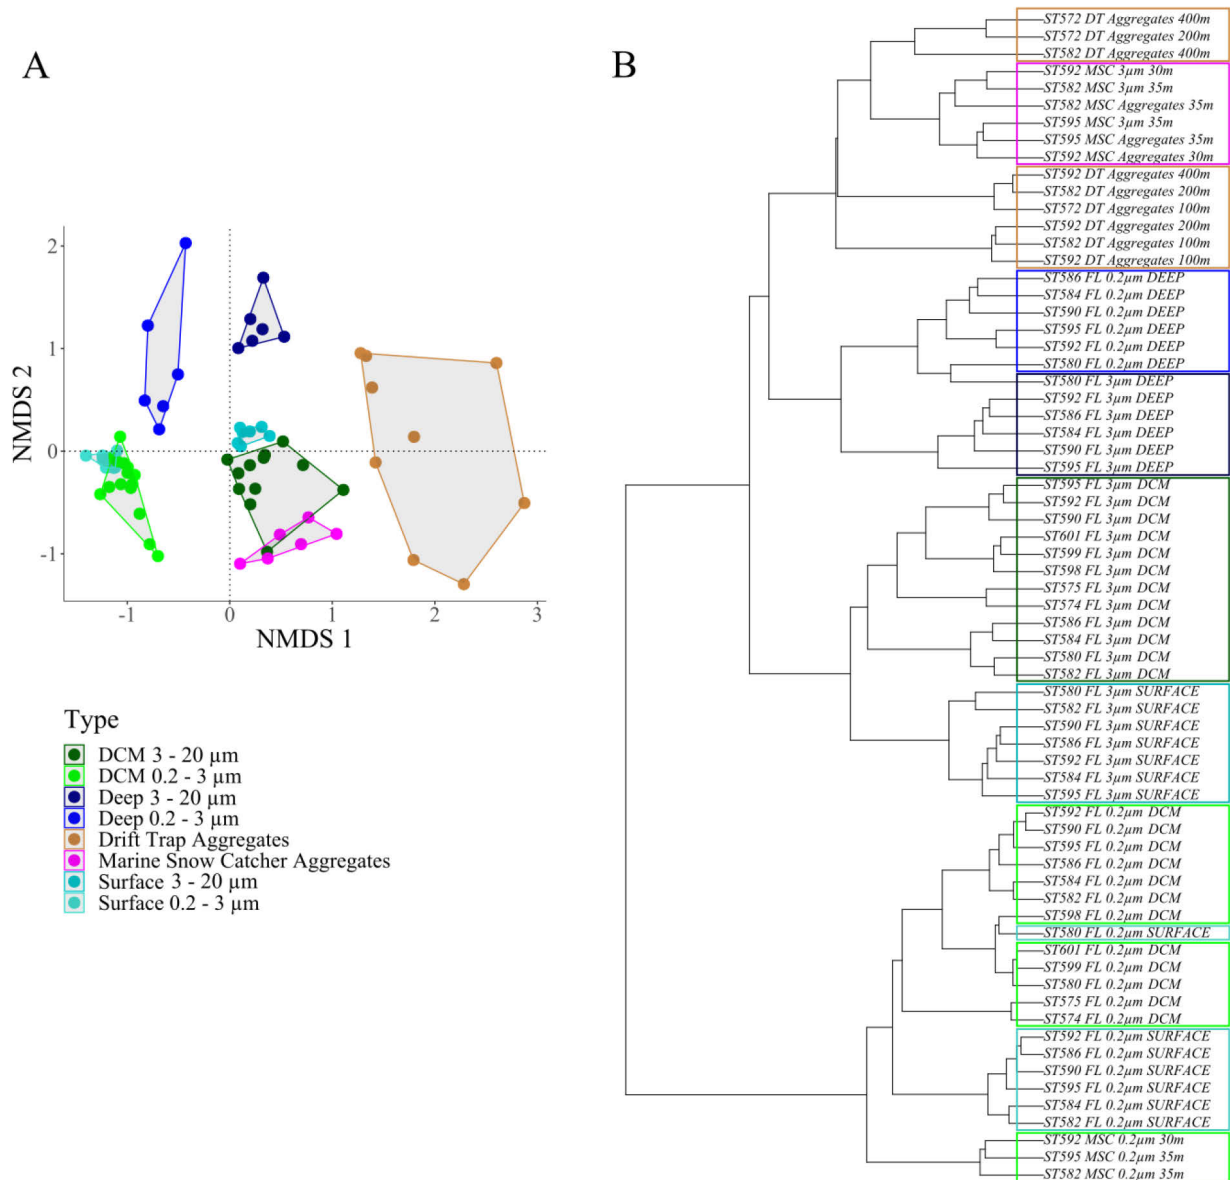 A
2
1
0
-1
NMDS 2
-1
0
1
2
3
NMDS 1
Type
DCM 3 - 20 µm
DCM 0.2 - 3 µm
Deep 3 - 20 µm
Deep 0.2 - 3 µm
Drift Trap Aggregates
Marine Snow Catcher Aggregates
Surface 3 - 20 µm
Surface 0.2 - 3 µm
B
ST572 DT Aggregates 400m
ST572 DT Aggregates 200m
ST582 DT Aggregates 400m
ST592 MSC 3µm 30m
ST582 MSC 3µm 35m
ST582 MSC Aggregates 35m
ST595 MSC 3µm 35m
ST595 MSC Aggregates 35m
ST592 MSC Aggregates 30m
ST592 DT Aggregates 400m
ST582 DT Aggregates 200m
ST572 DT Aggregates 100m
ST592 DT Aggregates 200m
ST582 DT Aggregates 100m
ST592 DT Aggregates 100m
ST586 FL 0.2µm DEEP
ST584 FL 0.2µm DEEP
ST590 FL 0.2µm DEEP
ST595 FL 0.2µm DEEP
ST592 FL 0.2µm DEEP
ST580 FL 0.2µm DEEP
ST580 FL 3µm DEEP
ST592 FL 3µm DEEP
ST586 FL 3µm DEEP
ST584 FL 3µm DEEP
ST590 FL 3µm DEEP
ST595 FL 3µm DEEP
ST595 FL 3µm DCM
ST592 FL 3µm DCM
ST590 FL 3µm DCM
ST601 FL 3µm DCM
ST599 FL 3µm DCM
ST598 FL 3µm DCM
ST575 FL 3µm DCM
ST574 FL 3µm DCM
ST586 FL 3µm DCM
ST584 FL 3µm DCM
ST580 FL 3µm DCM
ST582 FL 3µm DCM
ST580 FL 3µm SURFACE
ST582 FL 3µm SURFACE
ST590 FL 3µm SURFACE
ST586 FL 3µm SURFACE
ST592 FL 3µm SURFACE
ST584 FL 3µm SURFACE
ST595 FL 3µm SURFACE
ST592 FL 0.2µm DCM
ST590 FL 0.2µm DCM
ST595 FL 0.2µm DCM
ST586 FL 0.2µm DCM
ST584 FL 0.2µm DCM
ST582 FL 0.2µm DCM
ST598 FL 0.2µm DCM
ST580 FL 0.2µm SURFACE
ST601 FL 0.2µm DCM
ST599 FL 0.2µm DCM
ST580 FL 0.2µm DCM
ST575 FL 0.2µm DCM
ST574 FL 0.2µm DCM
ST592 FL 0.2µm SURFACE
ST586 FL 0.2µm SURFACE
ST590 FL 0.2µm SURFACE
ST595 FL 0.2µm SURFACE
ST584 FL 0.2µm SURFACE
ST582 FL 0.2µm SURFACE
ST592 MSC 0.2µm 30m
ST595 MSC 0.2µm 35m
ST582 MSC 0.2µm 35m